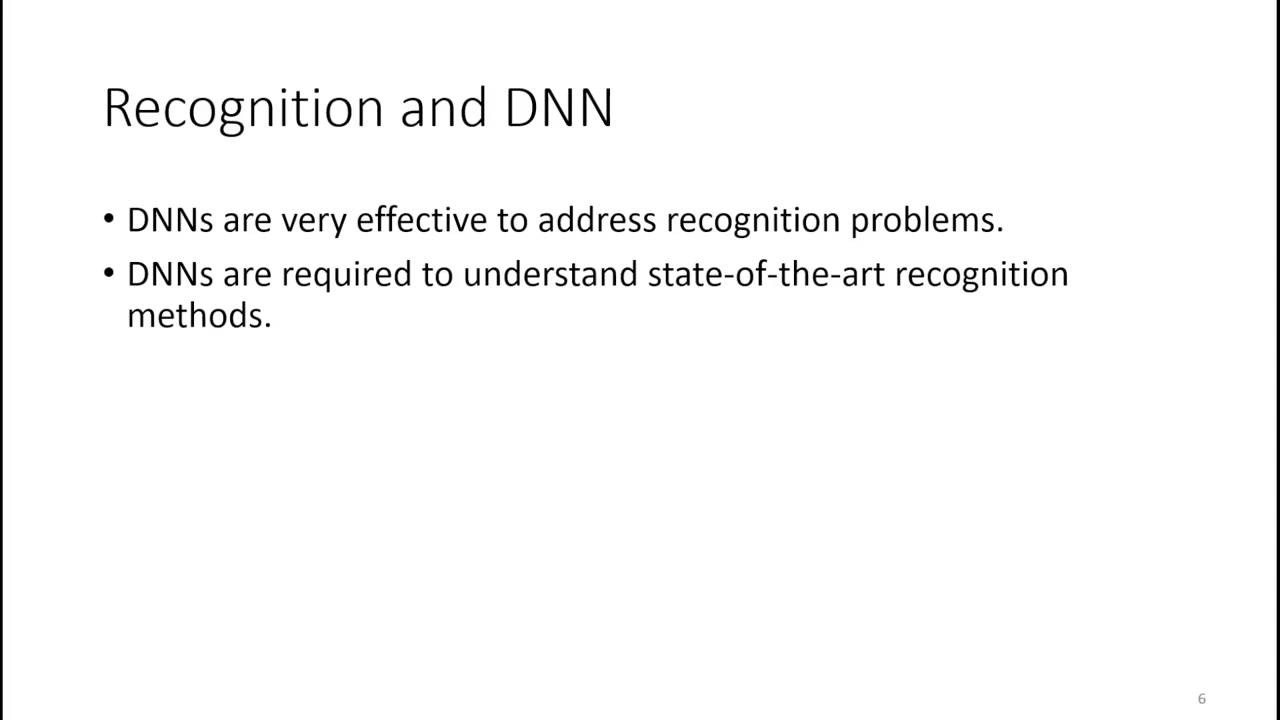 Recognition and DNN
• DNNs are very effective to address recognition problems.
• DNNs are required to understand state-of-the-art recognition
methods.
6